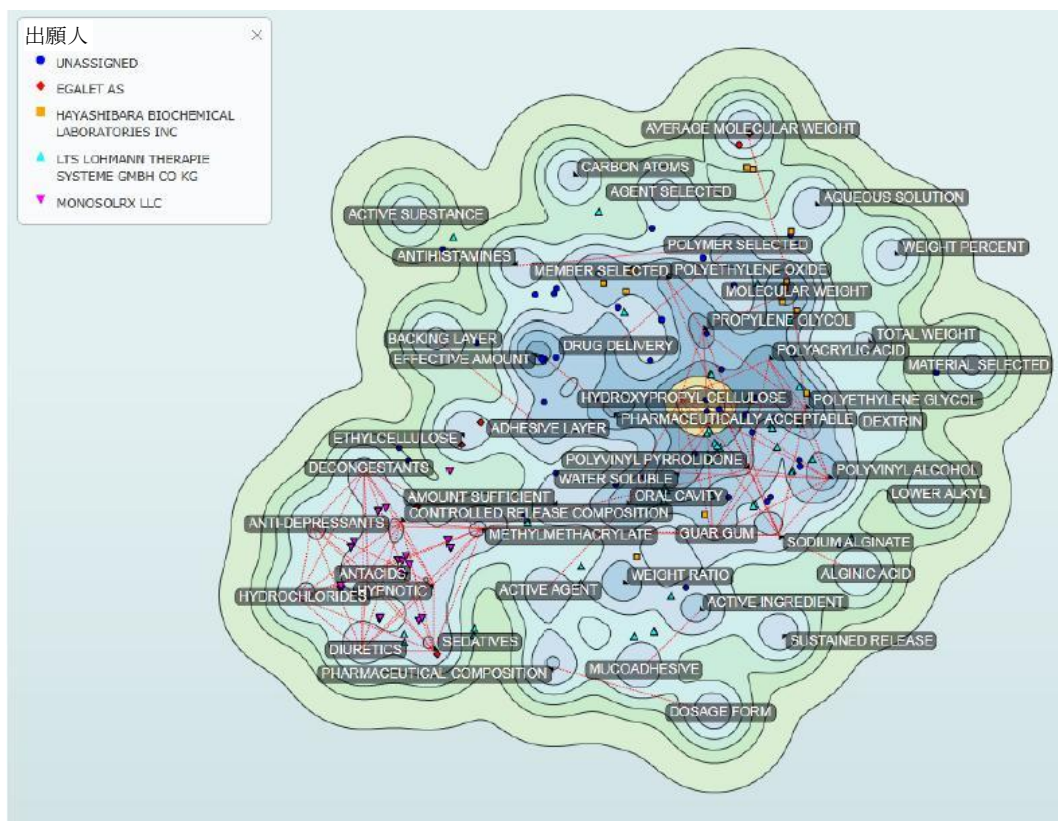 出願人
×
UNASSIGNED
EGALET AS
HAYASHIBARA BIOCHEMICAL
LABORATORIES INC
LTS LOHMANN THERAPIE
SYSTEME GMBH CO KG
MONOSOLRX LLC
AVERAGE MOLECULAR WEIGHT
CARBON ATOMS
AGENT SELECTED
AQUEOUS SOLUTION
ACTIVE SUBSTANCE
POLYMER SELECTED
WEIGHT PERCENT
ANTIHISTAMINES
MEMBER SELECTED
POLYETHYLENE OXIDE
MOLECULAR WEIGHT
PROPYLENE GLYCOL
BACKING LAYER
TOTAL WEIGHT
DRUG DELIVERY
POLYACRYLIC ACID
EFFECTIVE AMOUNT
MATERIAL SELECTED
HYDROXYPROPYL CELLULOSE
POLYETHYLENE GLYCOL
PHARMACEUTICALLY ACCEPTABLE
DEXTRIN
ADHESIVE LAYER
ETHYLCELLULOSE
POLYVINYL PYRROLIDONE
DECONGESTANTS
POLYVINYL ALCOHOL
WATER SOLUBLE
LOWER ALKYL
AMOUNT SUFFICIENT
ORAL CAVITY
CONTROLLED RELEASE COMPOSITION
ANTI-DEPRESSANTS
METHYLMETHACRYLATE
GUAR GUM
SODIUM ALGINATE
ANTACIDS
WEIGHT RATIO
ALGINIC ACID
HYPNOTIC
ACTIVE AGENT
HYDROCHLORIDES
ACTIVE INGREDIENT
SUSTAINED RELEASE
SEDATIVES
DIURETICS
MUCOADHESIVE
PHARMACEUTICAL COMPOSITION
DOSAGE FORM